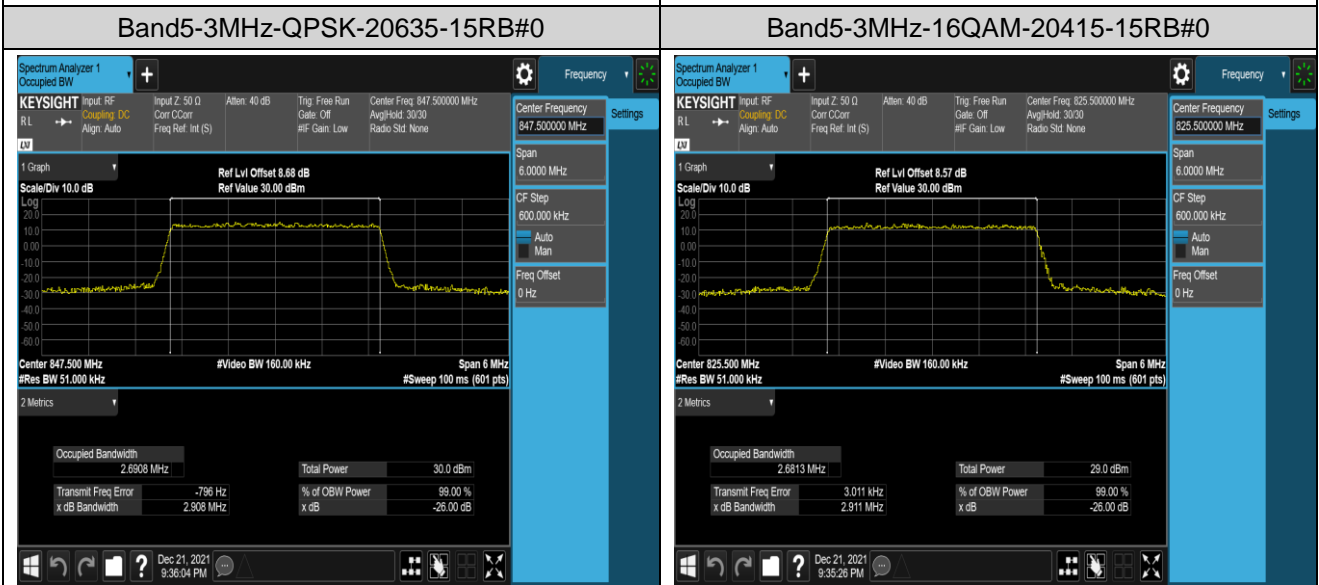 Band5-3MHz-QPSK-20635-15RB#0
Spectrum Analyzer 1
Occupied BW
+
Frequency
KEYSIGHT
RL
LXI
Input: RF
Coupling: DC
Align: Auto
Input Z: 50 Ω
Corr CCorr
Freq Ref: Int (S)
Atten: 40 dB
Trig: Free Run
Gate: Off
#IF Gain: Low
Center Freq: 847.500000 MHz
Avg|Hold: 30/30
Radio Std: None
Center Frequency
847.500000 MHz
Settings
Span
6.0000 MHz
CF Step
600.000 kHz
Auto
Man
Freq Offset
0 Hz
1 Graph
Scale/Div 10.0 dB
Ref Lvl Offset 8.68 dB
Ref Value 30.00 dBm
Log
20.0
10.0
0.00
-10.0
-20.0
-30.0
-40.0
-50.0
-60.0
Center 847.500 MHz
#Video BW 160.00 kHz
Span 6 MHz
#Res BW 51.000 kHz
#Sweep 100 ms (601 pts)
2 Metrics
Occupied Bandwidth
2.6908 MHz
Total Power 30.0 dBm
Transmit Freq Error -796 Hz
% of OBW Power 99.00 %
x dB Bandwidth 2.908 MHz
x dB -26.00 dB
?
Dec 21, 2021
9:36:04 PM
Band5-3MHz-16QAM-20415-15RB#0
Spectrum Analyzer 1
Occupied BW
+
Frequency
KEYSIGHT
RL
LXI
Input: RF
Coupling: DC
Align: Auto
Input Z: 50 Ω
Corr CCorr
Freq Ref: Int (S)
Atten: 40 dB
Trig: Free Run
Gate: Off
#IF Gain: Low
Center Freq: 825.500000 MHz
Avg|Hold: 30/30
Radio Std: None
Center Frequency
825.500000 MHz
Settings
Span
6.0000 MHz
CF Step
600.000 kHz
Auto
Man
Freq Offset
0 Hz
1 Graph
Scale/Div 10.0 dB
Ref Lvl Offset 8.57 dB
Ref Value 30.00 dBm
Log
20.0
10.0
0.00
-10.0
-20.0
-30.0
-40.0
-50.0
-60.0
Center 825.500 MHz
#Video BW 160.00 kHz
Span 6 MHz
#Res BW 51.000 kHz
#Sweep 100 ms (601 pts)
2 Metrics
Occupied Bandwidth
2.6813 MHz
Total Power 29.0 dBm
Transmit Freq Error 3.011 kHz
% of OBW Power 99.00 %
x dB Bandwidth 2.911 MHz
x dB -26.00 dB
?
Dec 21, 2021
9:35:26 PM